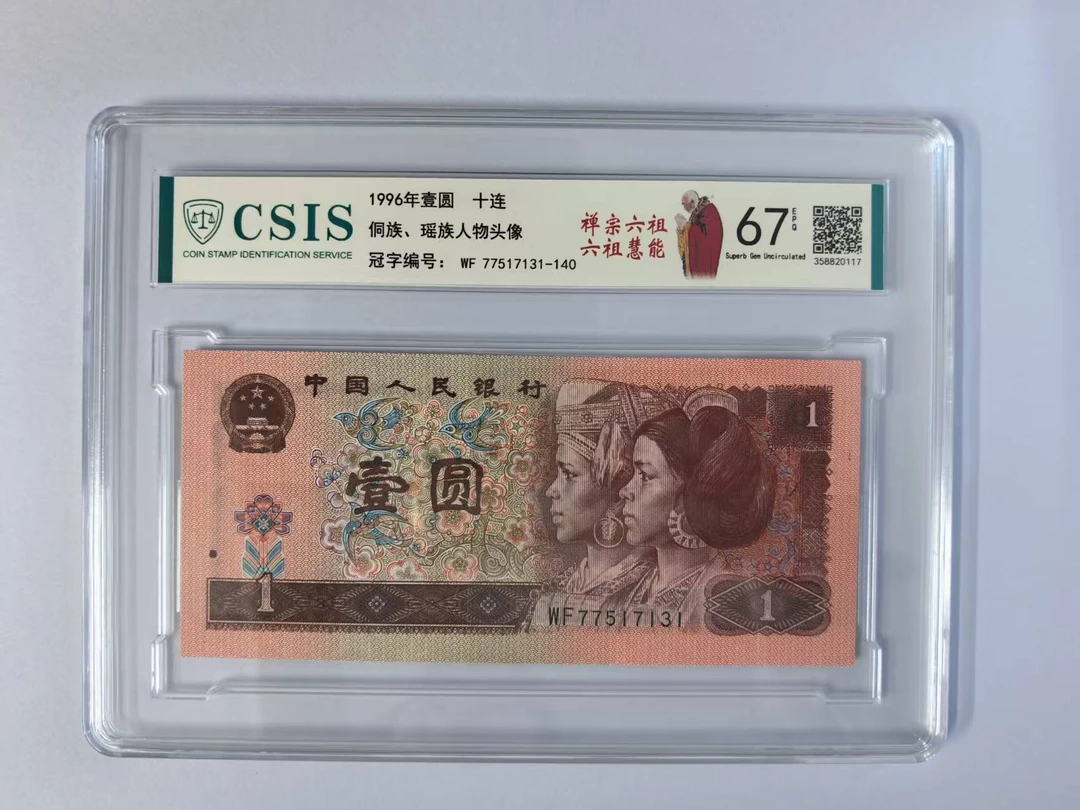 CSIS
COIN STAMP IDENTIFICATION SERVICE
1996年壹圆 十连
侗族、瑶族人物头像
冠字编号: WF 77517131-140
禅宗六祖
六祖慧能
67
EPQ
Superb Gem Uncirculated
358820117
中国人民银行
1
壹圆
1
WF77517131
1